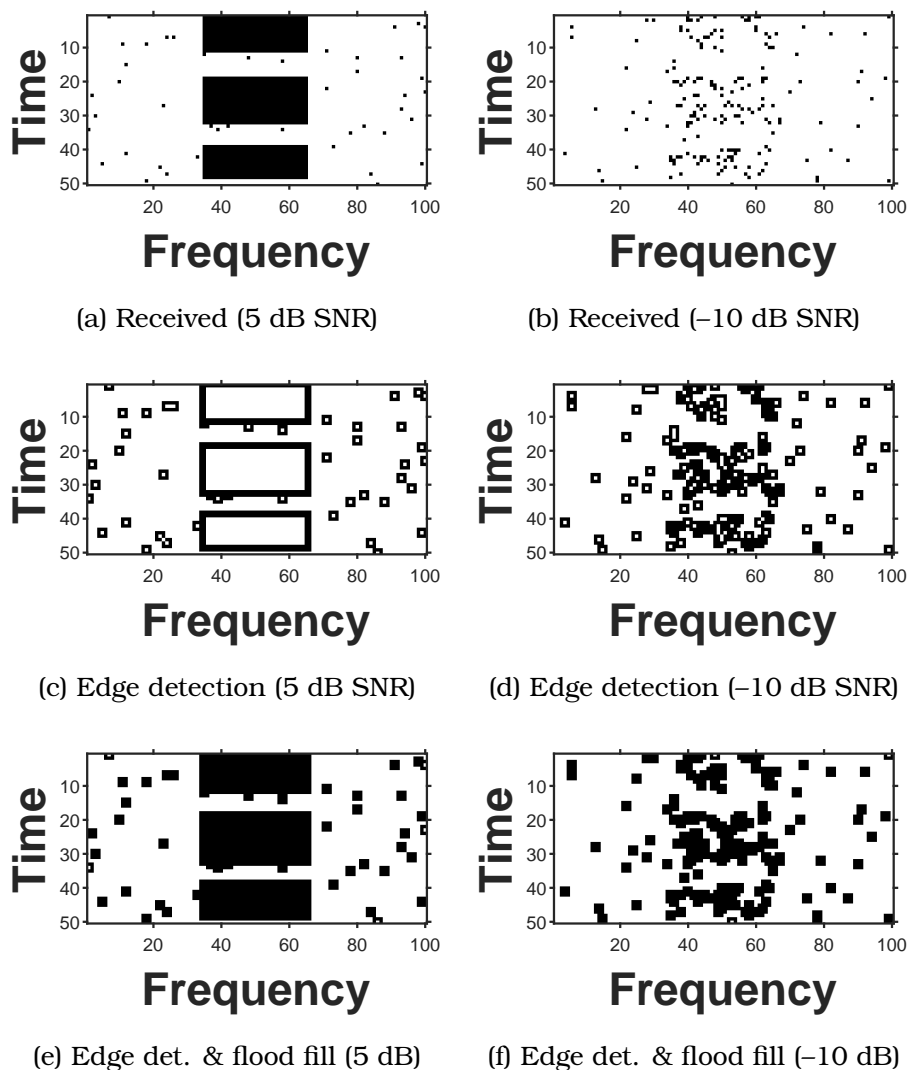 Time
10
20
30
40
50
20 40 60 80 100
Frequency
(a) Received (5 dB SNR)
Time
10
20
30
40
50
20 40 60 80 100
Frequency
(b) Received (–10 dB SNR)
Time
10
20
30
40
50
20 40 60 80 100
Frequency
(c) Edge detection (5 dB SNR)
Time
10
20
30
40
50
20 40 60 80 100
Frequency
(d) Edge detection (–10 dB SNR)
Time
10
20
30
40
50
20 40 60 80 100
Frequency
(e) Edge det. & flood fill (5 dB)
Time
10
20
30
40
50
20 40 60 80 100
Frequency
(f) Edge det. & flood fill (–10 dB)